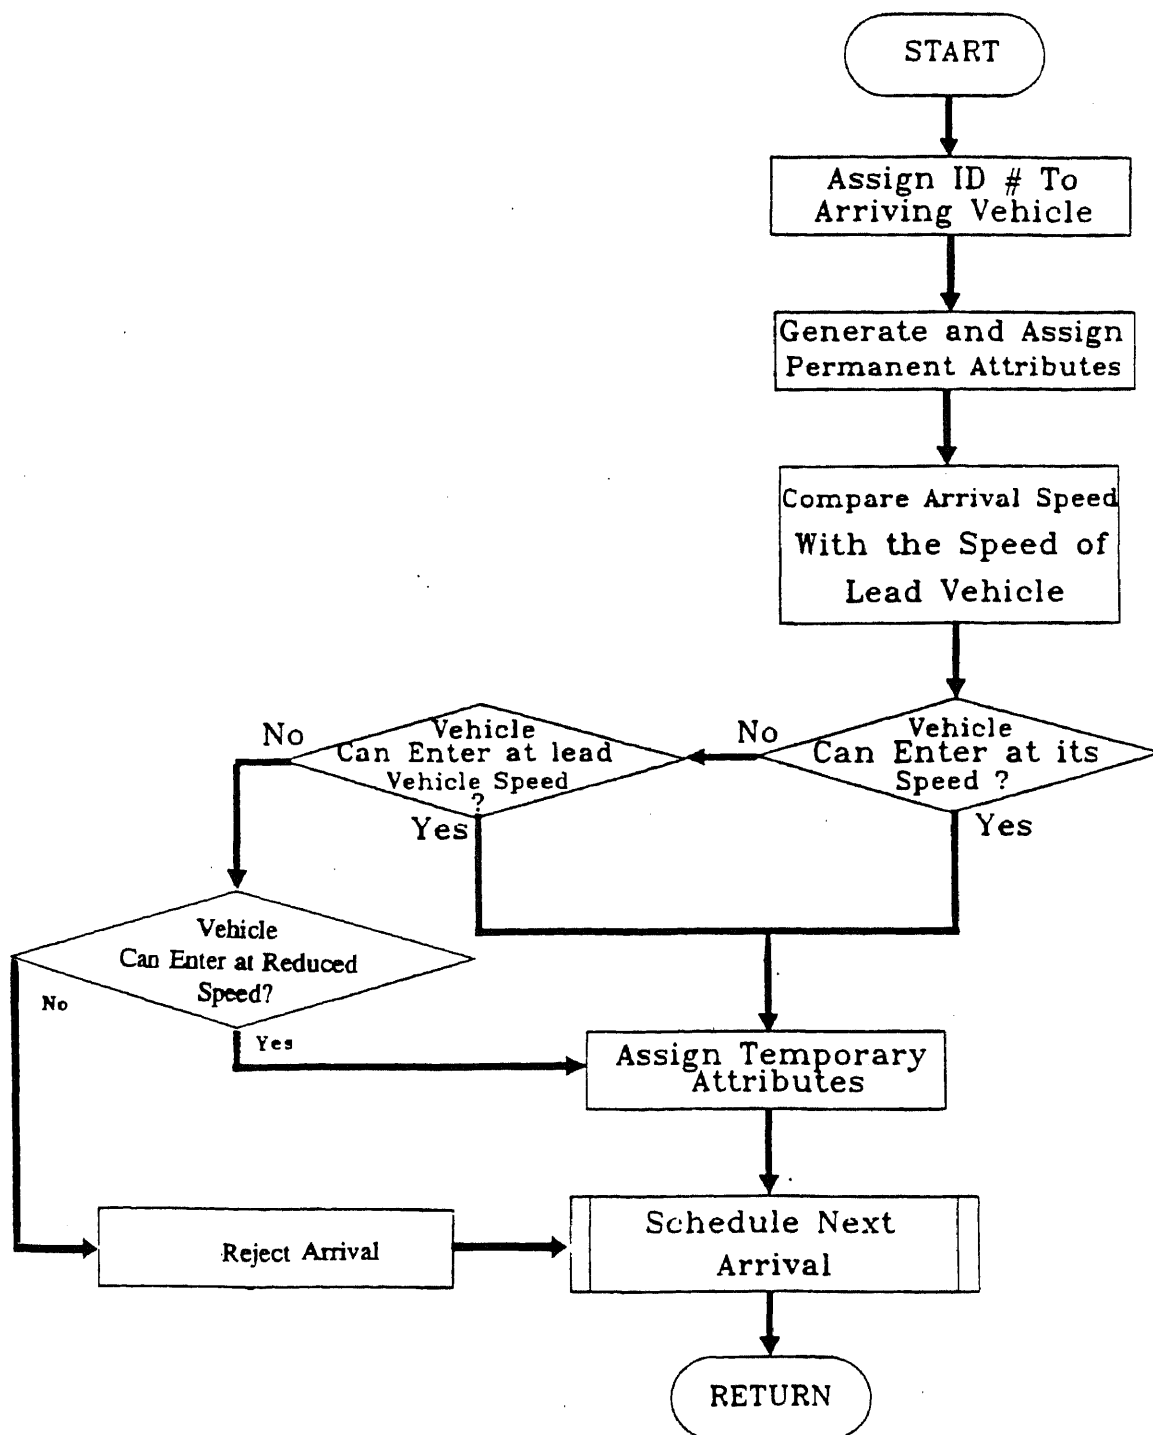 START
Assign ID # To
Arriving Vehicle
Generate and Assign
Permanent Attributes
Compare Arrival Speed
With the Speed of
Lead Vehicle
Vehicle
Can Enter at its
Speed ?
No
Yes
Vehicle
Can Enter at lead
Vehicle Speed
?
No
Yes
Vehicle
Can Enter at Reduced
Speed?
No
Yes
Assign Temporary
Attributes
Reject Arrival
Schedule Next
Arrival
RETURN